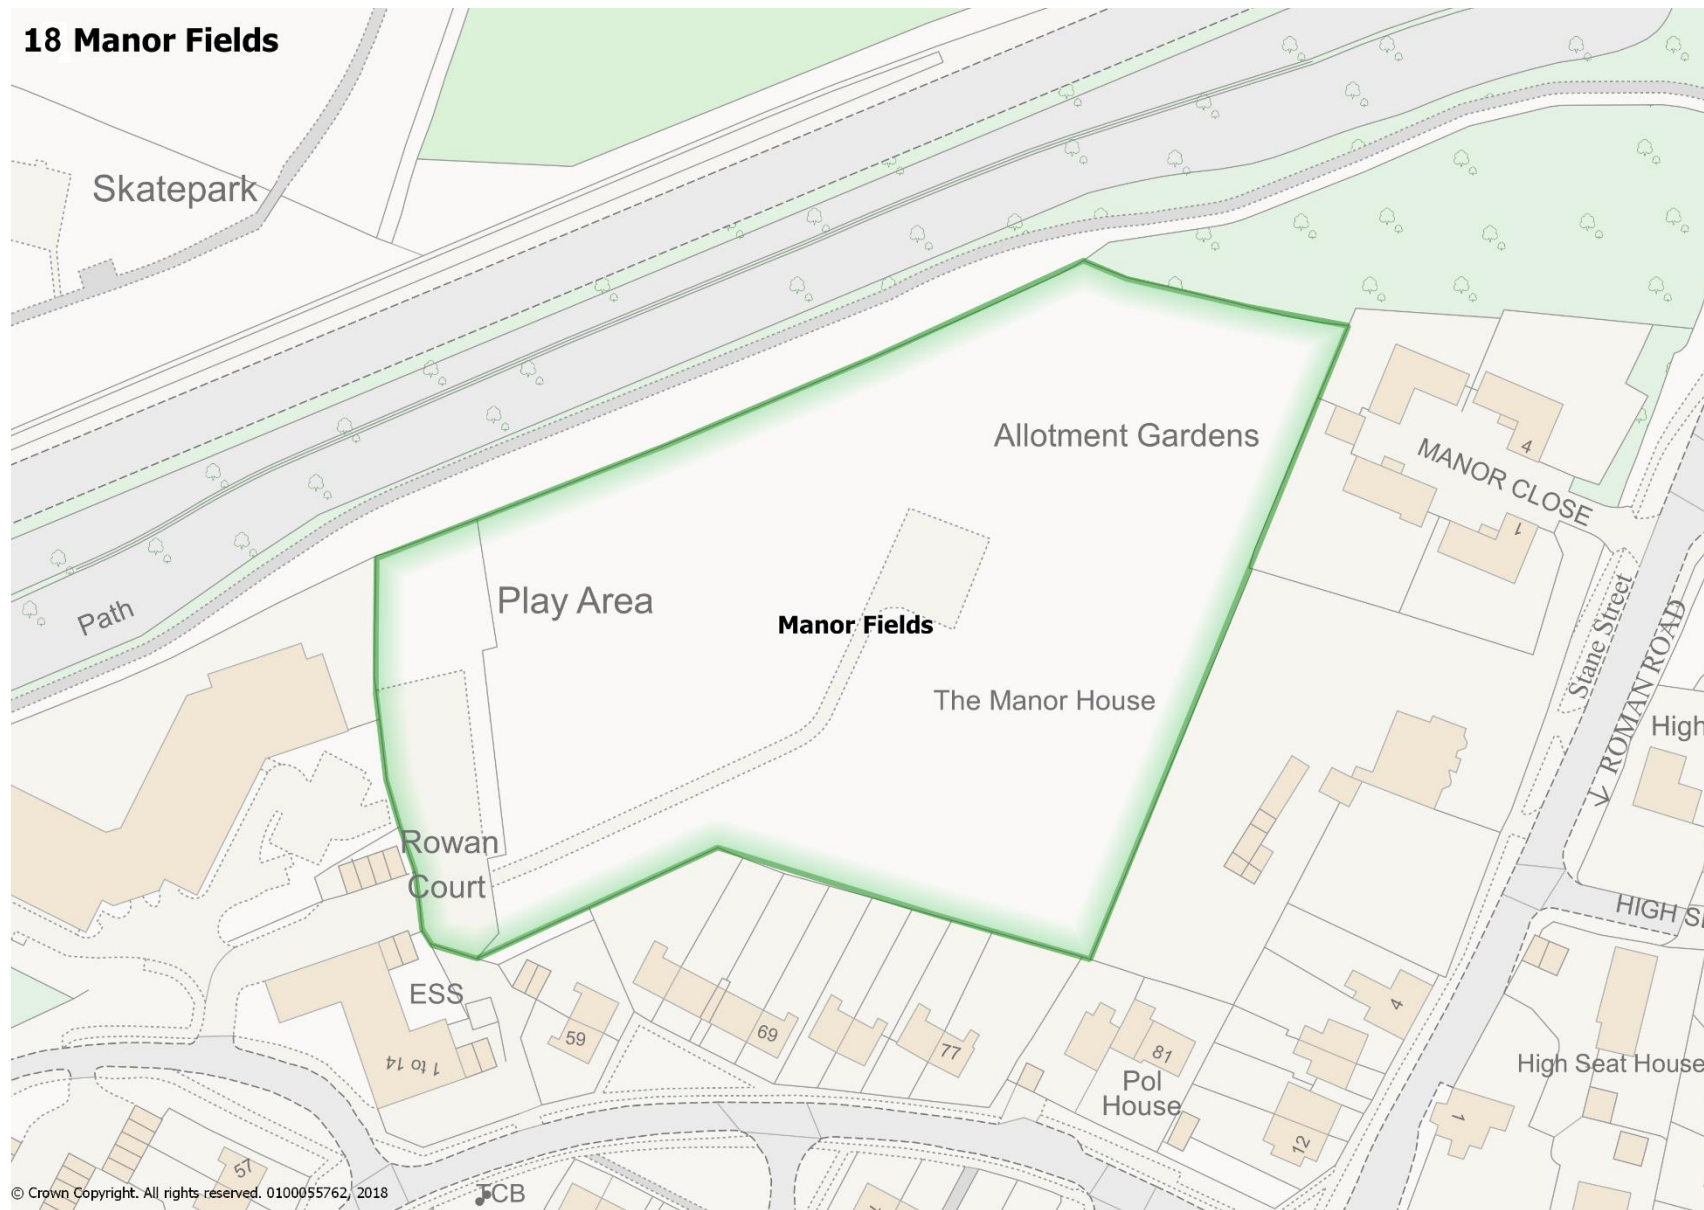 18 Manor Fields
Skatepark
Allotment Gardens
4
MANOR CLOSE
1
Play Area
Path
Manor Fields
Stane Street
ROMAN ROAD
The Manor House
High
Rowan
Court
HIGH S
ESS
59
69
77
81
4
1 to 14
Pol
House
High Seat House
1
12
57
© Crown Copyright. All rights reserved. 0100055762, 2018
TCB